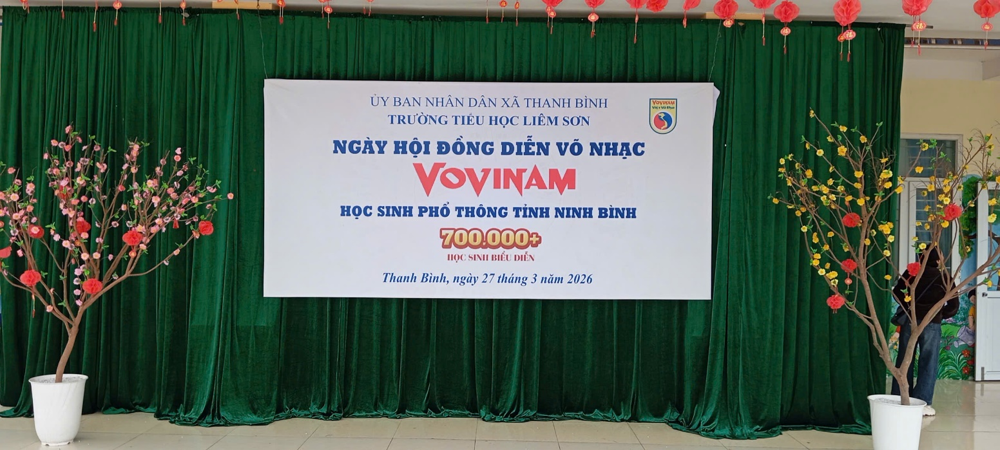 ỦY BAN NHÂN DÂN XÃ THANH BÌNH
TRƯỜNG TIỂU HỌC LIÊM SƠN
VOVINAM
VIỆT VÕ ĐẠO
NGÀY HỘI ĐỒNG DIỄN VÕ NHẠC
VOVINAM
HỌC SINH PHỔ THÔNG TỈNH NINH BÌNH
700.000+
HỌC SINH BIỂU DIỄN
Thanh Bình, ngày 27 tháng 3 năm 2026